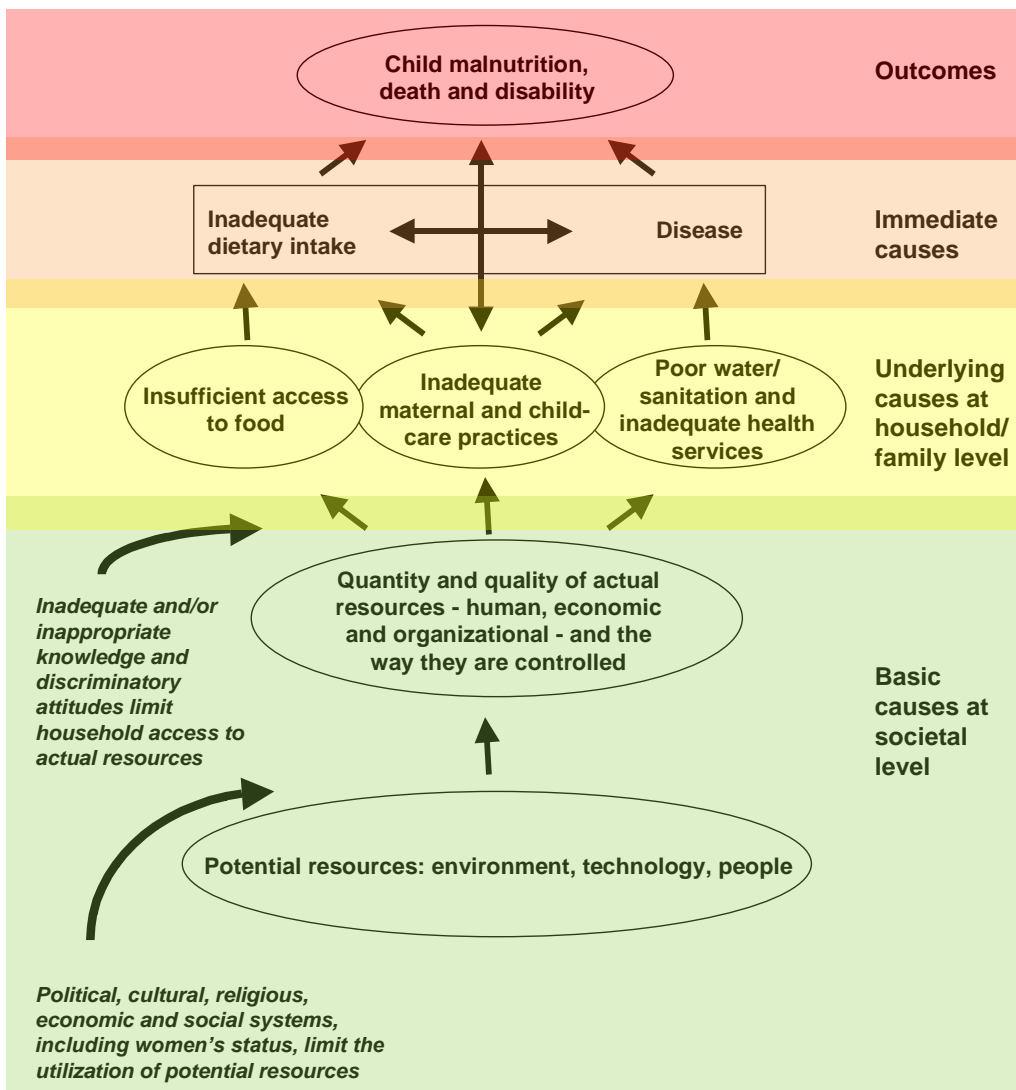 Child malnutrition,
death and disability
Outcomes
Inadequate
dietary intake
Disease
Immediate
causes
Insufficient access
to food
Inadequate
maternal and child-
care practices
Poor water/
sanitation and
inadequate health
services
Underlying
causes at
household/
family level
Quantity and quality of actual
resources - human, economic
and organizational - and the
way they are controlled
Inadequate and/or
inappropriate
knowledge and
discriminatory
attitudes limit
household access to
actual resources
Basic
causes at
societal
level
Potential resources: environment, technology, people
Political, cultural, religious,
economic and social systems,
including women’s status, limit the
utilization of potential resources